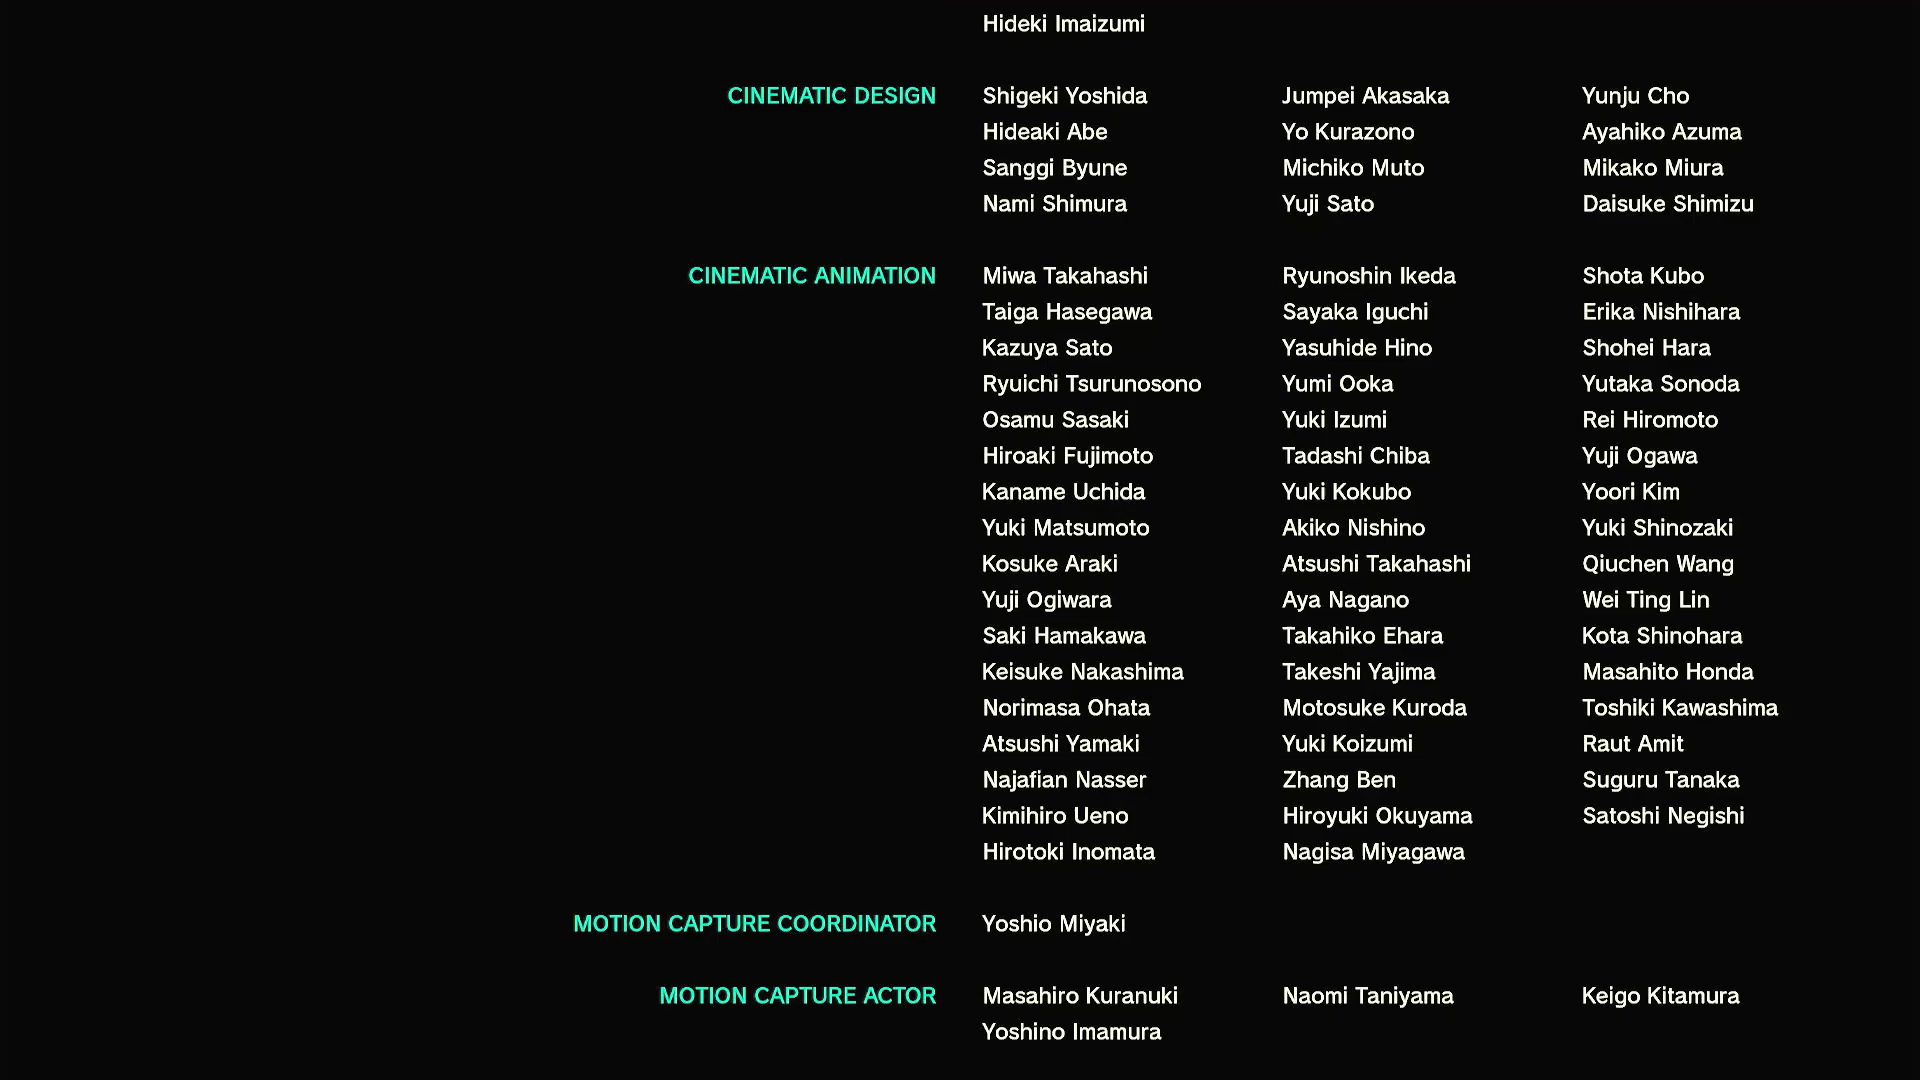 Hideki Imaizumi
CINEMATIC DESIGN Shigeki Yoshida Jumpei Akasaka Yunju Cho
Hideaki Abe Yo Kurazono Ayahiko Azuma
Sanggi Byune Michiko Muto Mikako Miura
Nami Shimura Yuji Sato Daisuke Shimizu
CINEMATIC ANIMATION Miwa Takahashi Ryunoshin Ikeda Shota Kubo
Taiga Hasegawa Sayaka Iguchi Erika Nishihara
Kazuya Sato Yasuhide Hino Shohei Hara
Ryuichi Tsurunosono Yumi Ooka Yutaka Sonoda
Osamu Sasaki Yuki Izumi Rei Hiromoto
Hiroaki Fujimoto Tadashi Chiba Yuji Ogawa
Kaname Uchida Yuki Kokubo Yoori Kim
Yuki Matsumoto Akiko Nishino Yuki Shinozaki
Kosuke Araki Atsushi Takahashi Qiuchen Wang
Yuji Ogiwara Aya Nagano Wei Ting Lin
Saki Hamakawa Takahiko Ehara Kota Shinohara
Keisuke Nakashima Takeshi Yajima Masahito Honda
Norimasa Ohata Motosuke Kuroda Toshiki Kawashima
Atsushi Yamaki Yuki Koizumi Raut Amit
Najafian Nasser Zhang Ben Suguru Tanaka
Kimihiro Ueno Hiroyuki Okuyama Satoshi Negishi
Hirotoki Inomata Nagisa Miyagawa
MOTION CAPTURE COORDINATOR Yoshio Miyaki
MOTION CAPTURE ACTOR Masahiro Kuranuki Naomi Taniyama Keigo Kitamura
Yoshino Imamura